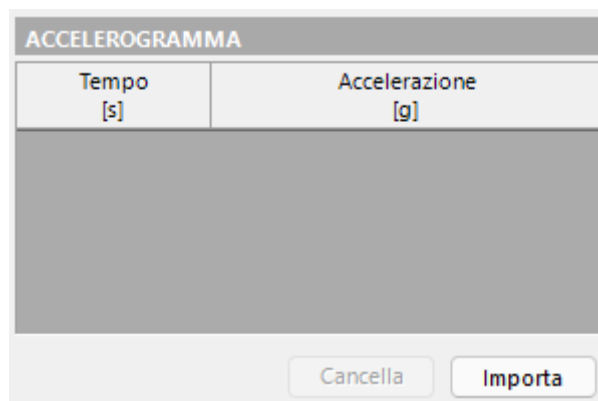 ACCELEROGRAMMA
Tempo Accelerazione
[s] [g]
Cancella Importa